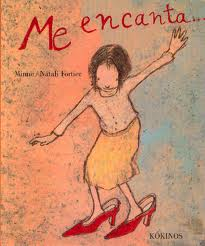 Me encanta...
Minne / Natali Fortier
KÓKINOS